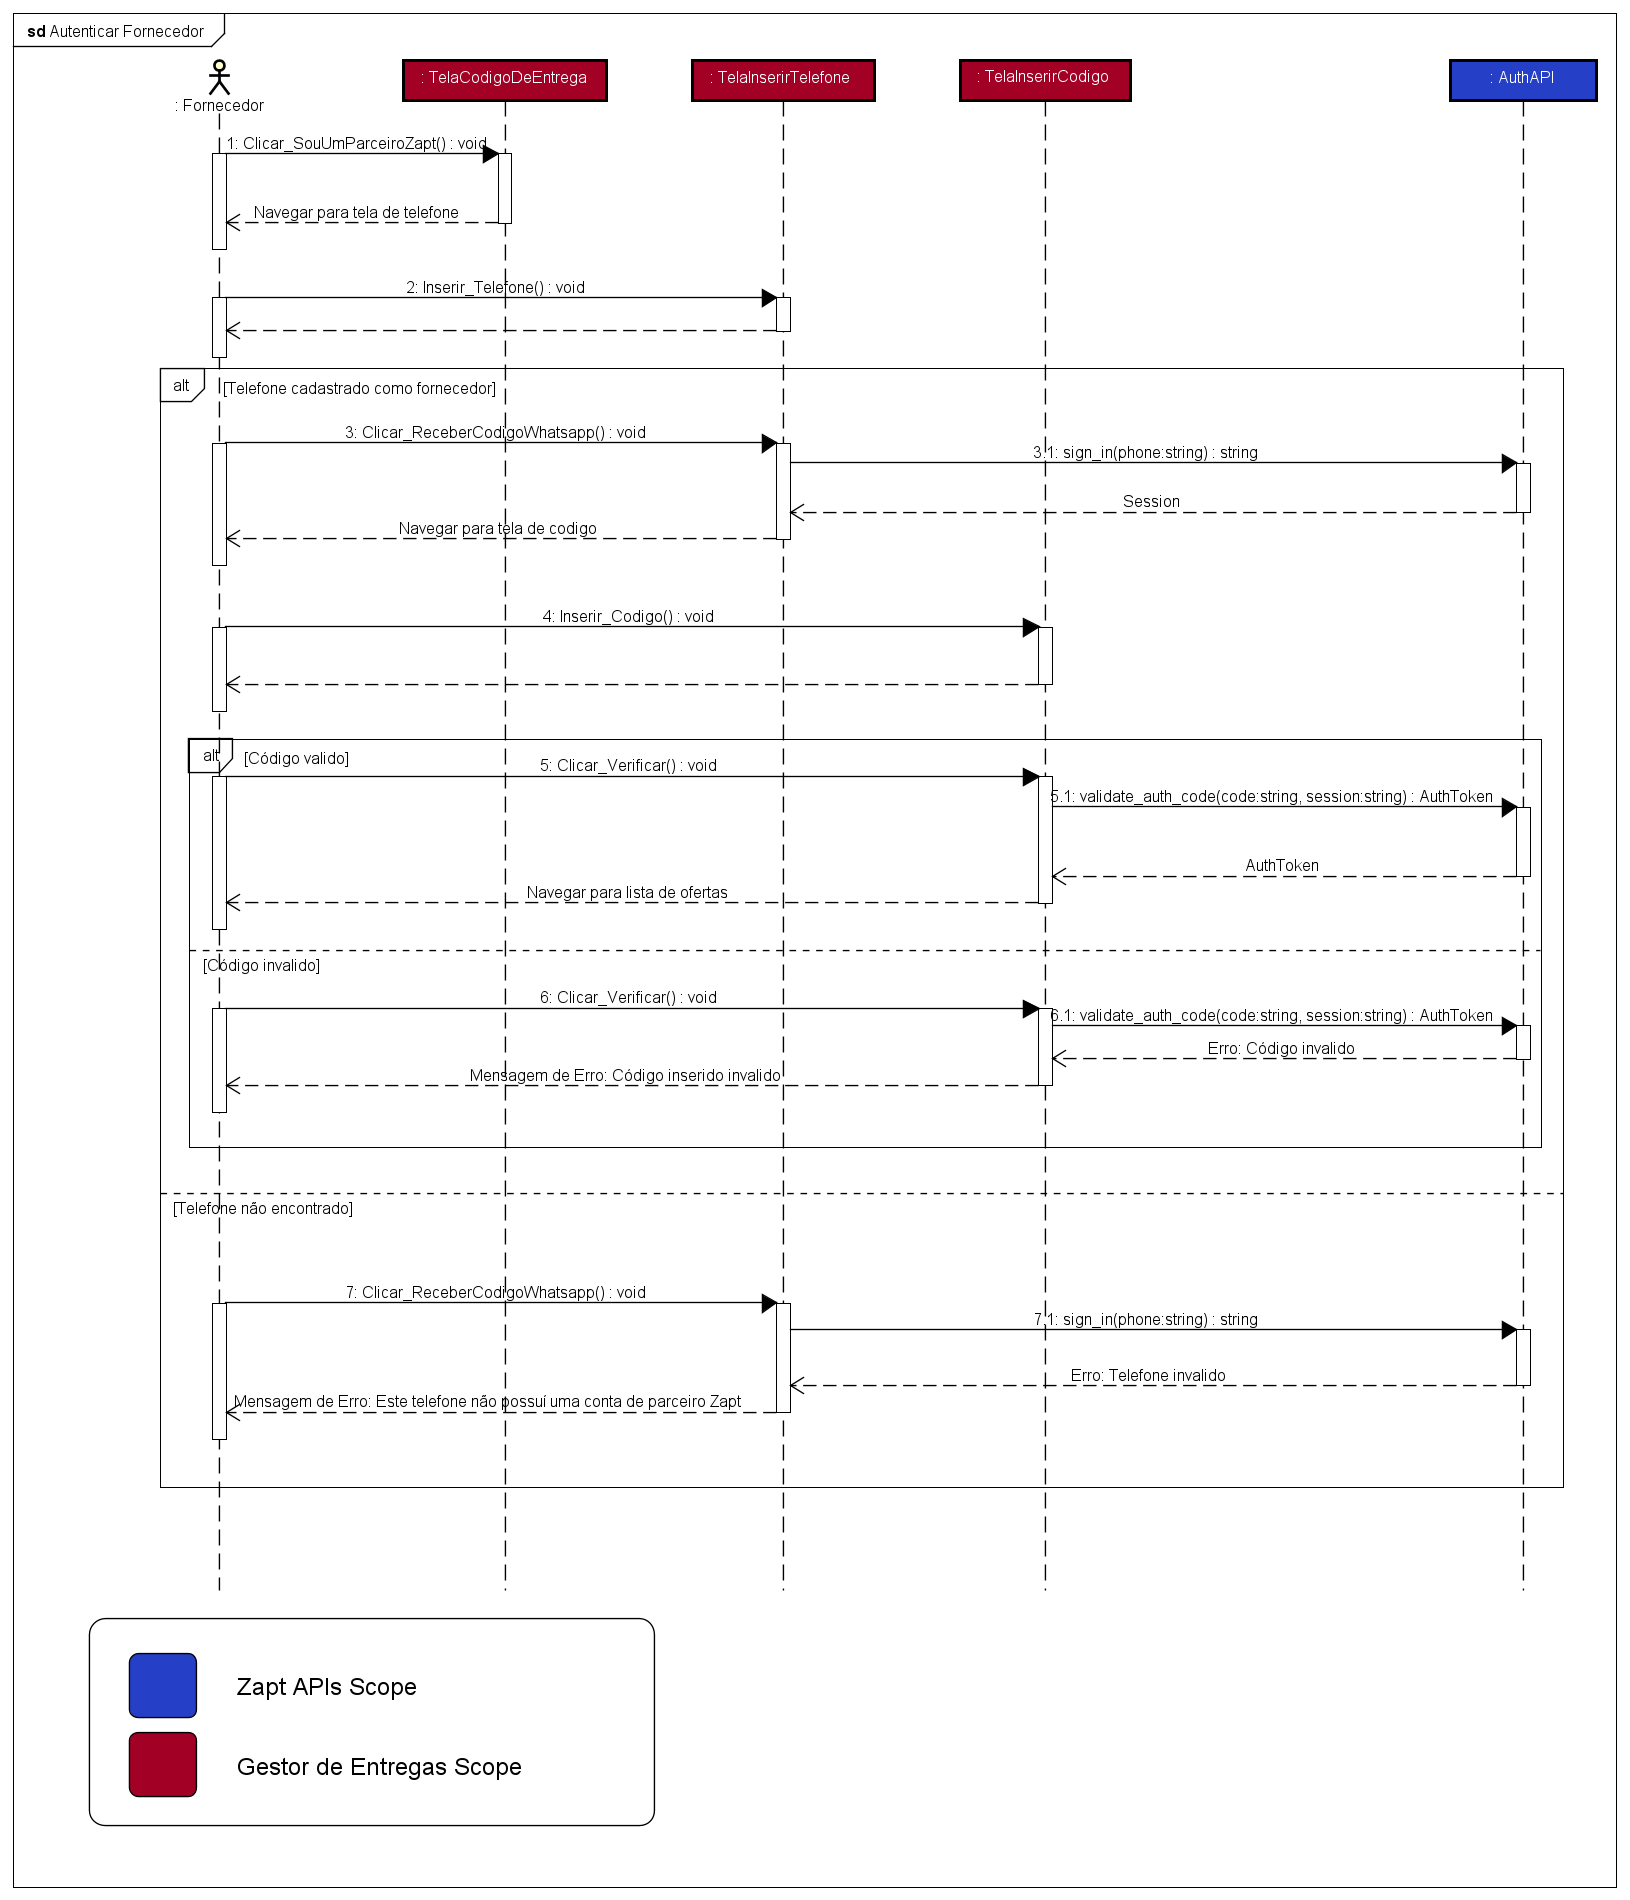 sd Autenticar Fornecedor
: Fornecedor
: TelaCodigoDeEntrega
: TelaInserirTelefone
: TelaInserirCodigo
: AuthAPI
1: Clicar_SouUmParceiroZapt() : void
Navegar para tela de telefone
2: Inserir_Telefone() : void
alt
[Telefone cadastrado como fornecedor]
3: Clicar_ReceberCodigoWhatsapp() : void
3.1: sign_in(phone:string) : string
Session
Navegar para tela de codigo
4: Inserir_Codigo() : void
alt
[Código valido]
5: Clicar_Verificar() : void
5.1: validate_auth_code(code:string, session:string) : AuthToken
AuthToken
Navegar para lista de ofertas
[Código invalido]
6: Clicar_Verificar() : void
6.1: validate_auth_code(code:string, session:string) : AuthToken
Erro: Código invalido
Mensagem de Erro: Código inserido invalido
[Telefone não encontrado]
7: Clicar_ReceberCodigoWhatsapp() : void
7.1: sign_in(phone:string) : string
Erro: Telefone invalido
Mensagem de Erro: Este telefone não possuí uma conta de parceiro Zapt
Zapt APIs Scope
Gestor de Entregas Scope